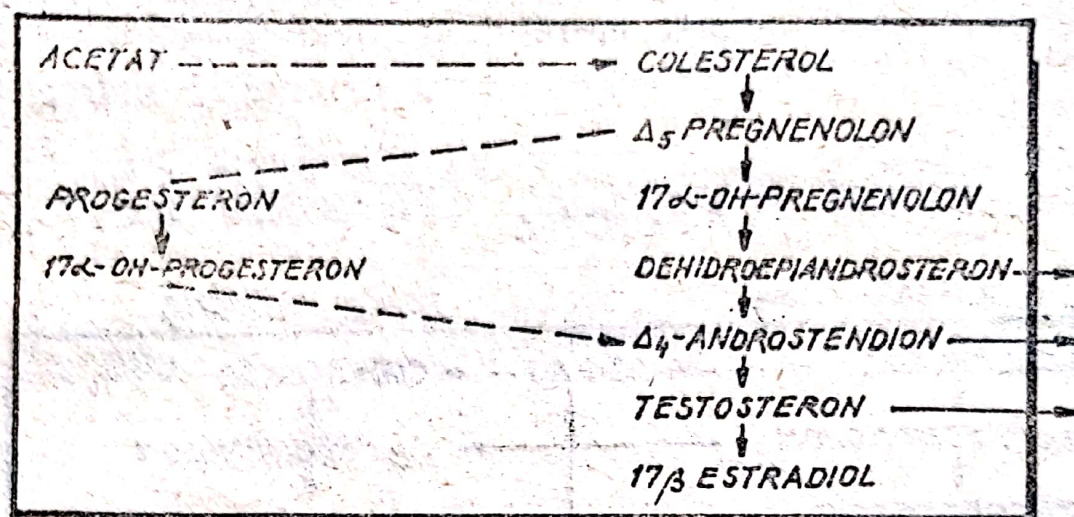 ACETAT
COLESTEROL
Δ5 PREGNENOLON
PROGESTERON
17α-OH-PREGNENOLON
17α-OH-PROGESTERON
DEHIDROEPIANDROSTERON
Δ4-ANDROSTENDION
TESTOSTERON
17β ESTRADIOL